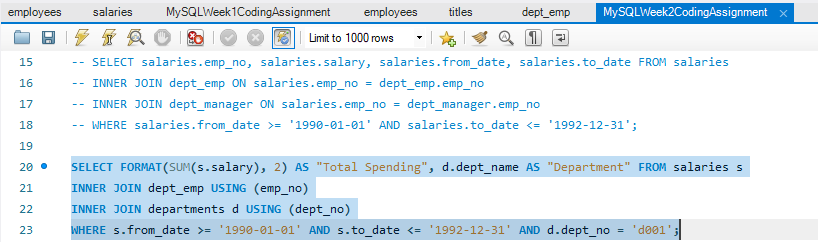 employees salaries MySQLWeek1CodingAssignment employees titles dept_emp MySQLWeek2CodingAssignment ×
Limit to 1000 rows
15 -- SELECT salaries.emp_no, salaries.salary, salaries.from_date, salaries.to_date FROM salaries
16 -- INNER JOIN dept_emp ON salaries.emp_no = dept_emp.emp_no
17 -- INNER JOIN dept_manager ON salaries.emp_no = dept_manager.emp_no
18 -- WHERE salaries.from_date >= '1990-01-01' AND salaries.to_date <= '1992-12-31';
19
20 SELECT FORMAT(SUM(s.salary), 2) AS "Total Spending", d.dept_name AS "Department" FROM salaries s
21 INNER JOIN dept_emp USING (emp_no)
22 INNER JOIN departments d USING (dept_no)
23 WHERE s.from_date >= '1990-01-01' AND s.to_date <= '1992-12-31' AND d.dept_no = 'd001';